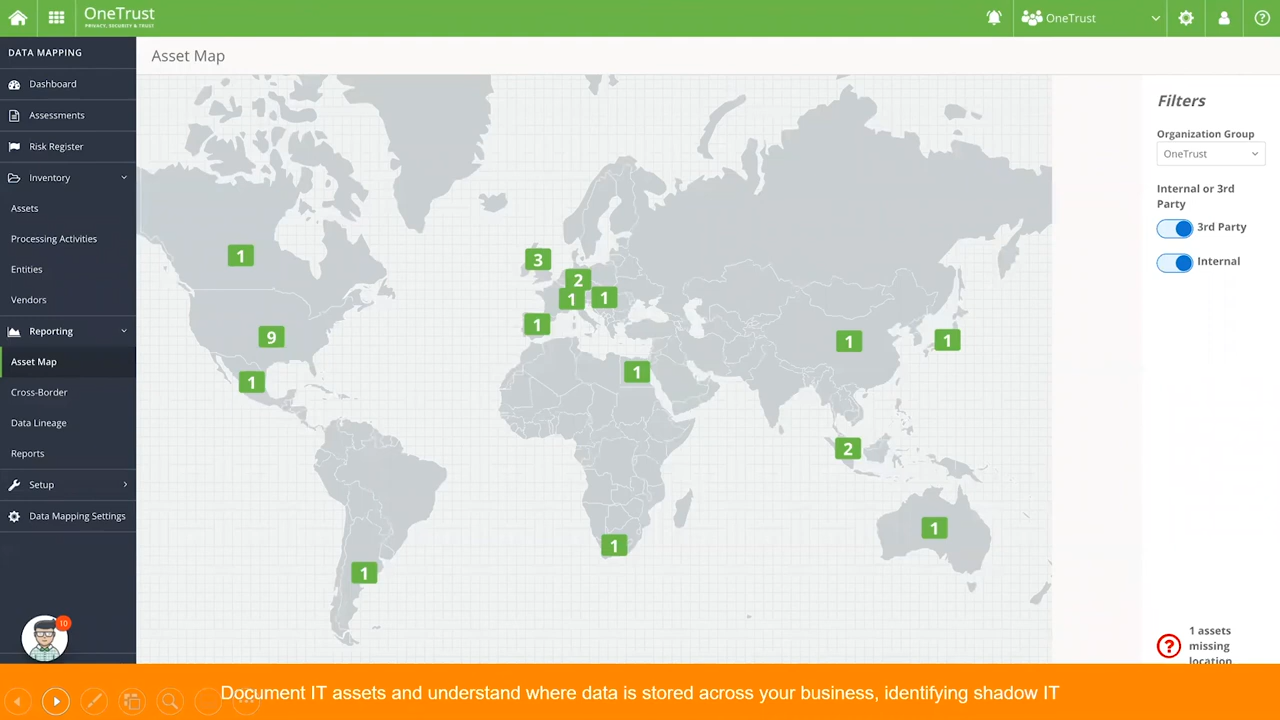 OneTrust
PRIVACY, SECURITY & TRUST
OneTrust
DATA MAPPING
Dashboard
Assessments
Risk Register
Inventory
Assets
Processing Activities
Entities
Vendors
Reporting
Asset Map
Cross-Border
Data Lineage
Reports
Setup
Data Mapping Settings
10
Asset Map
1
3
2
1
1
1
9
1
1
1
1
1
2
1
1
1
Filters
Organization Group
OneTrust
Internal or 3rd
Party
3rd Party
Internal
?
1 assets
missing
location
Document IT assets and understand where data is stored across your business, identifying shadow IT